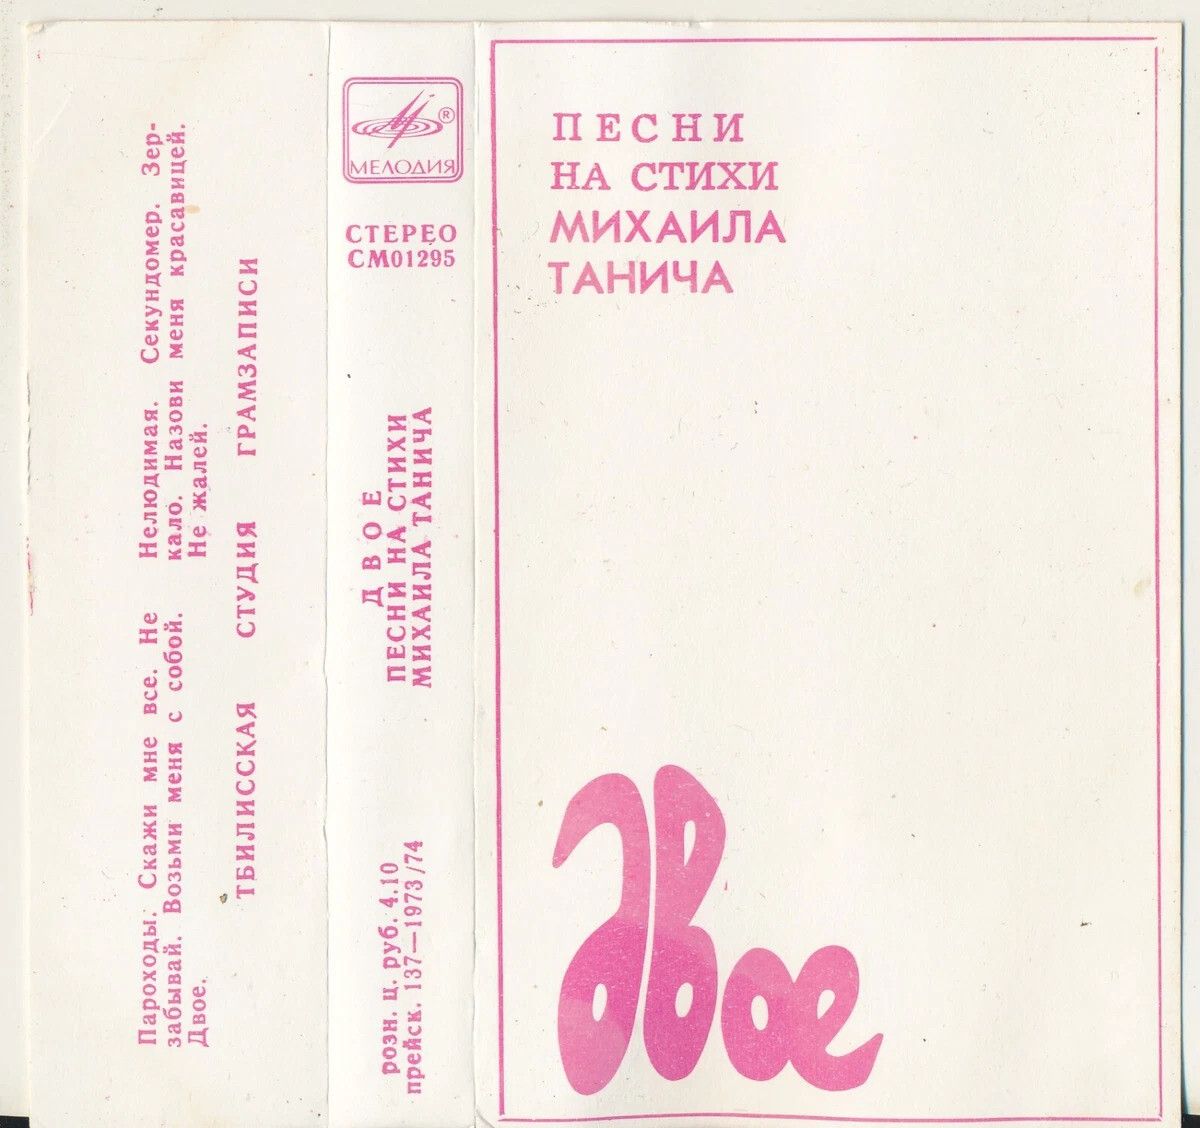 Пароходы. Скажи мне все. Не
забывай. Возьми меня с собой.
Двое.
Нелюдимая. Секундомер. Зер-
кало. Назови меня красавицей.
Не жалей.
ТБИЛИССКАЯ СТУДИЯ ГРАМЗАПИСИ
®
МЕЛОДИЯ
СТЕРЕО
СМ01295
ДВОЕ
ПЕСНИ НА СТИХИ
МИХАИЛА ТАНИЧА
розн. ц. руб. 4.10
прейск. 137—1973/74
ПЕСНИ
НА СТИХИ
МИХАИЛА
ТАНИЧА
двое